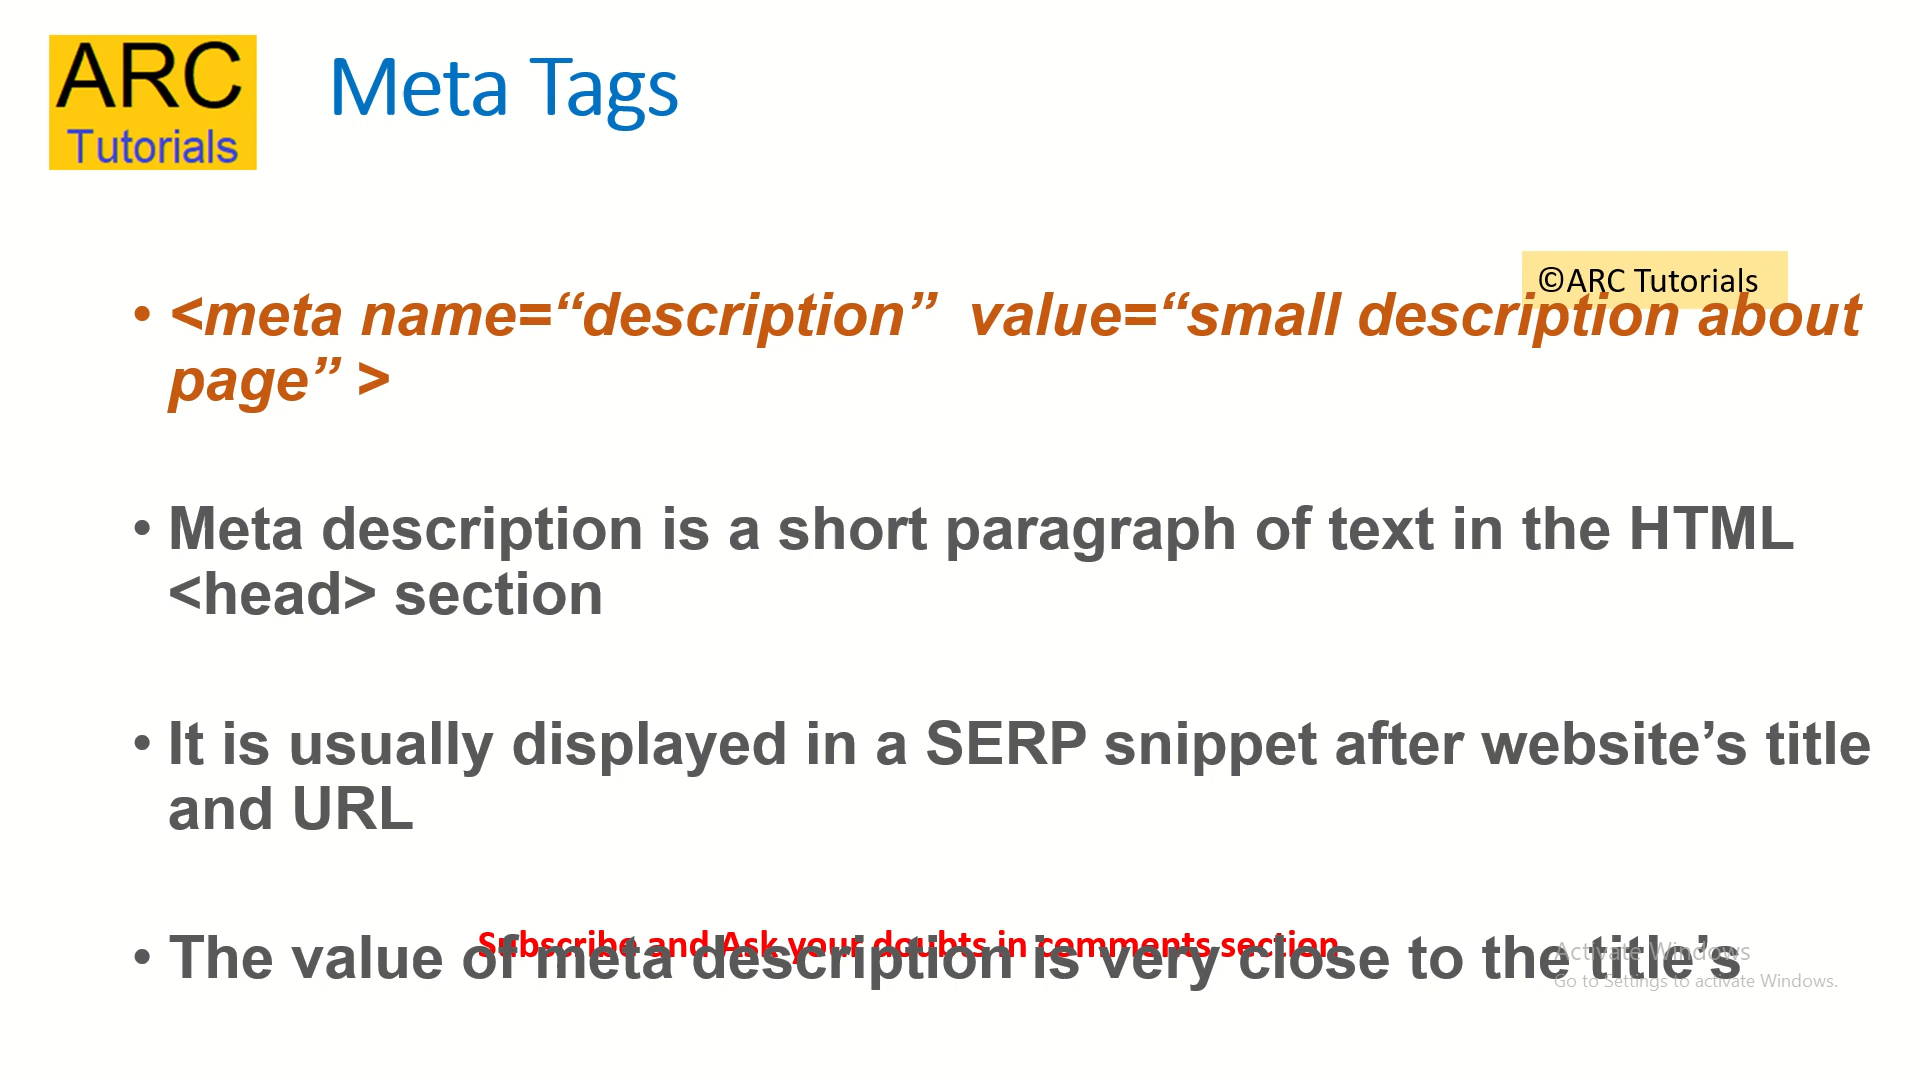 ARC
Tutorials
Meta Tags
©ARC Tutorials
• <meta name=“description”  value=“small description about
page” >
• Meta description is a short paragraph of text in the HTML
<head> section
• It is usually displayed in a SERP snippet after website’s title
and URL
Subscribe and Ask your doubts in comments section
• The value of meta description is very close to the title’s
Activate Windows
Go to Settings to activate Windows.